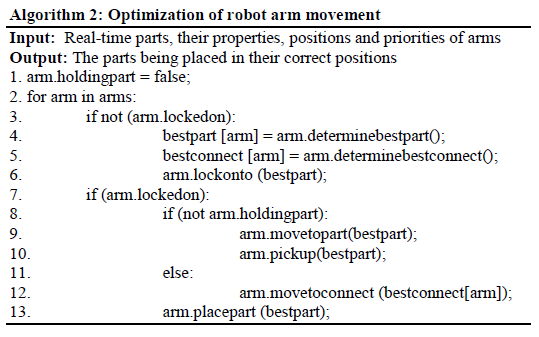 Algorithm 2: Optimization of robot arm movement
Input: Real-time parts, their properties, positions and priorities of arms
Output: The parts being placed in their correct positions
1. arm.holdingpart = false;
2. for arm in arms:
3. if not (arm.lockedon):
4. bestpart [arm] = arm.determinebestpart();
5. bestconnect [arm] = arm.determinebestconnect();
6. arm.lockonto (bestpart);
7. if (arm.lockedon):
8. if (not arm.holdingpart):
9. arm.movetopart(bestpart);
10. arm.pickup(bestpart);
11. else:
12. arm.movetoconnect (bestconnect[arm]);
13. arm.placepart (bestpart);